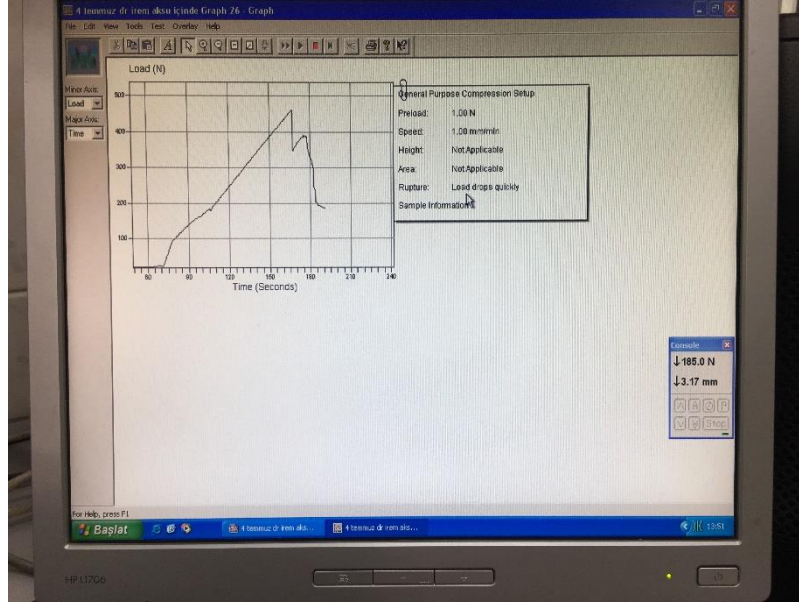 4 temmuz dr irem aksu içinde Graph 26 - Graph
File Edit View Tools Test Overlay Help
Load (N)
Minor Axis:
Load
Major Axis:
Time
500
400
300
200
100
60 90 120 150 180 210 240
Time (Seconds)
General Purpose Compression Setup
Preload: 1.00 N
Speed: 1.00 mm/min
Height: Not Applicable
Area: Not Applicable
Rupture: Load drops quickly
Sample Information:
Console
↓185.0 N
↓3.17 mm
Stop
For Help, press F1
Başlat
4 temmuz dr irem aks...
4 temmuz dr irem aks...
13:51
HP L1706